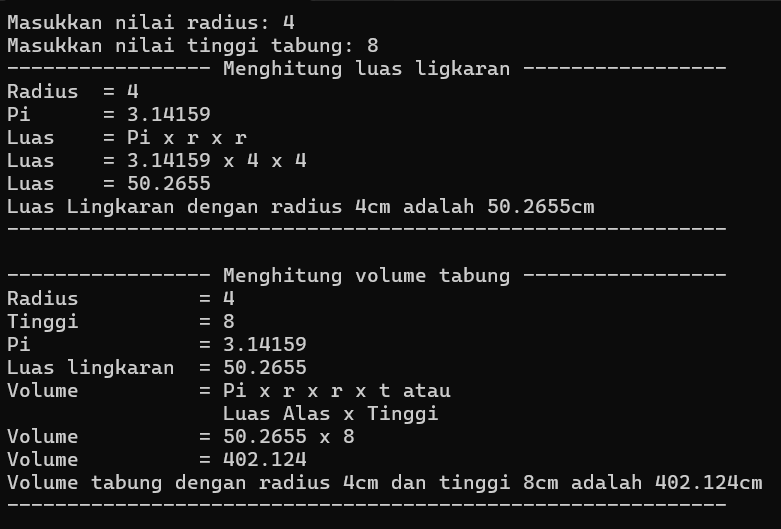 Masukkan nilai radius: 4
Masukkan nilai tinggi tabung: 8
----------------- Menghitung luas ligkaran -----------------
Radius  = 4
Pi      = 3.14159
Luas    = Pi x r x r
Luas    = 3.14159 x 4 x 4
Luas    = 50.2655
Luas Lingkaran dengan radius 4cm adalah 50.2655cm
------------------------------------------------------------
----------------- Menghitung volume tabung -----------------
Radius          = 4
Tinggi          = 8
Pi              = 3.14159
Luas lingkaran  = 50.2655
Volume          = Pi x r x r x t atau
                  Luas Alas x Tinggi
Volume          = 50.2655 x 8
Volume          = 402.124
Volume tabung dengan radius 4cm dan tinggi 8cm adalah 402.124cm
------------------------------------------------------------